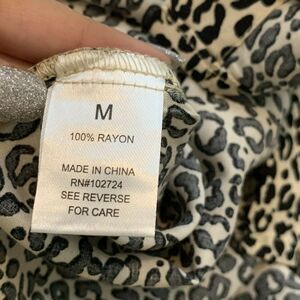 M
100% RAYON
MADE IN CHINA
RN#102724
SEE REVERSE
FOR CARE